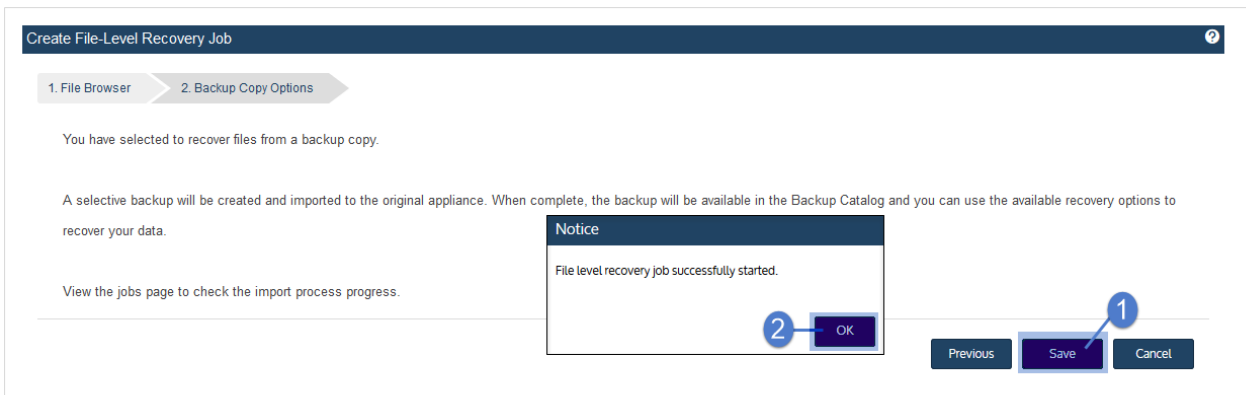 Create File-Level Recovery Job
?
1. File Browser
2. Backup Copy Options
You have selected to recover files from a backup copy.
A selective backup will be created and imported to the original appliance. When complete, the backup will be available in the Backup Catalog and you can use the available recovery options to
recover your data.
Notice
File level recovery job successfully started.
View the jobs page to check the import process progress.
1
2
OK
Previous
Save
Cancel